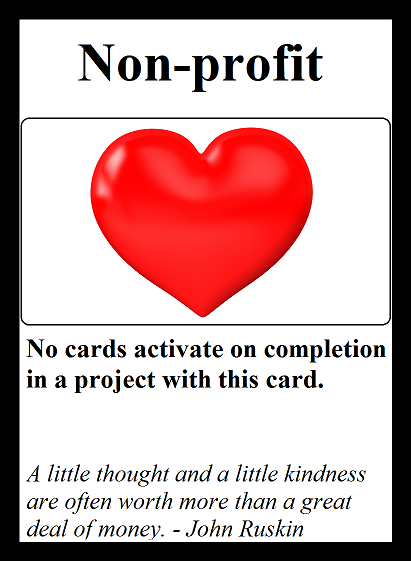 Non-profit
No cards activate on completion
in a project with this card.
A little thought and a little kindness
are often worth more than a great
deal of money. - John Ruskin